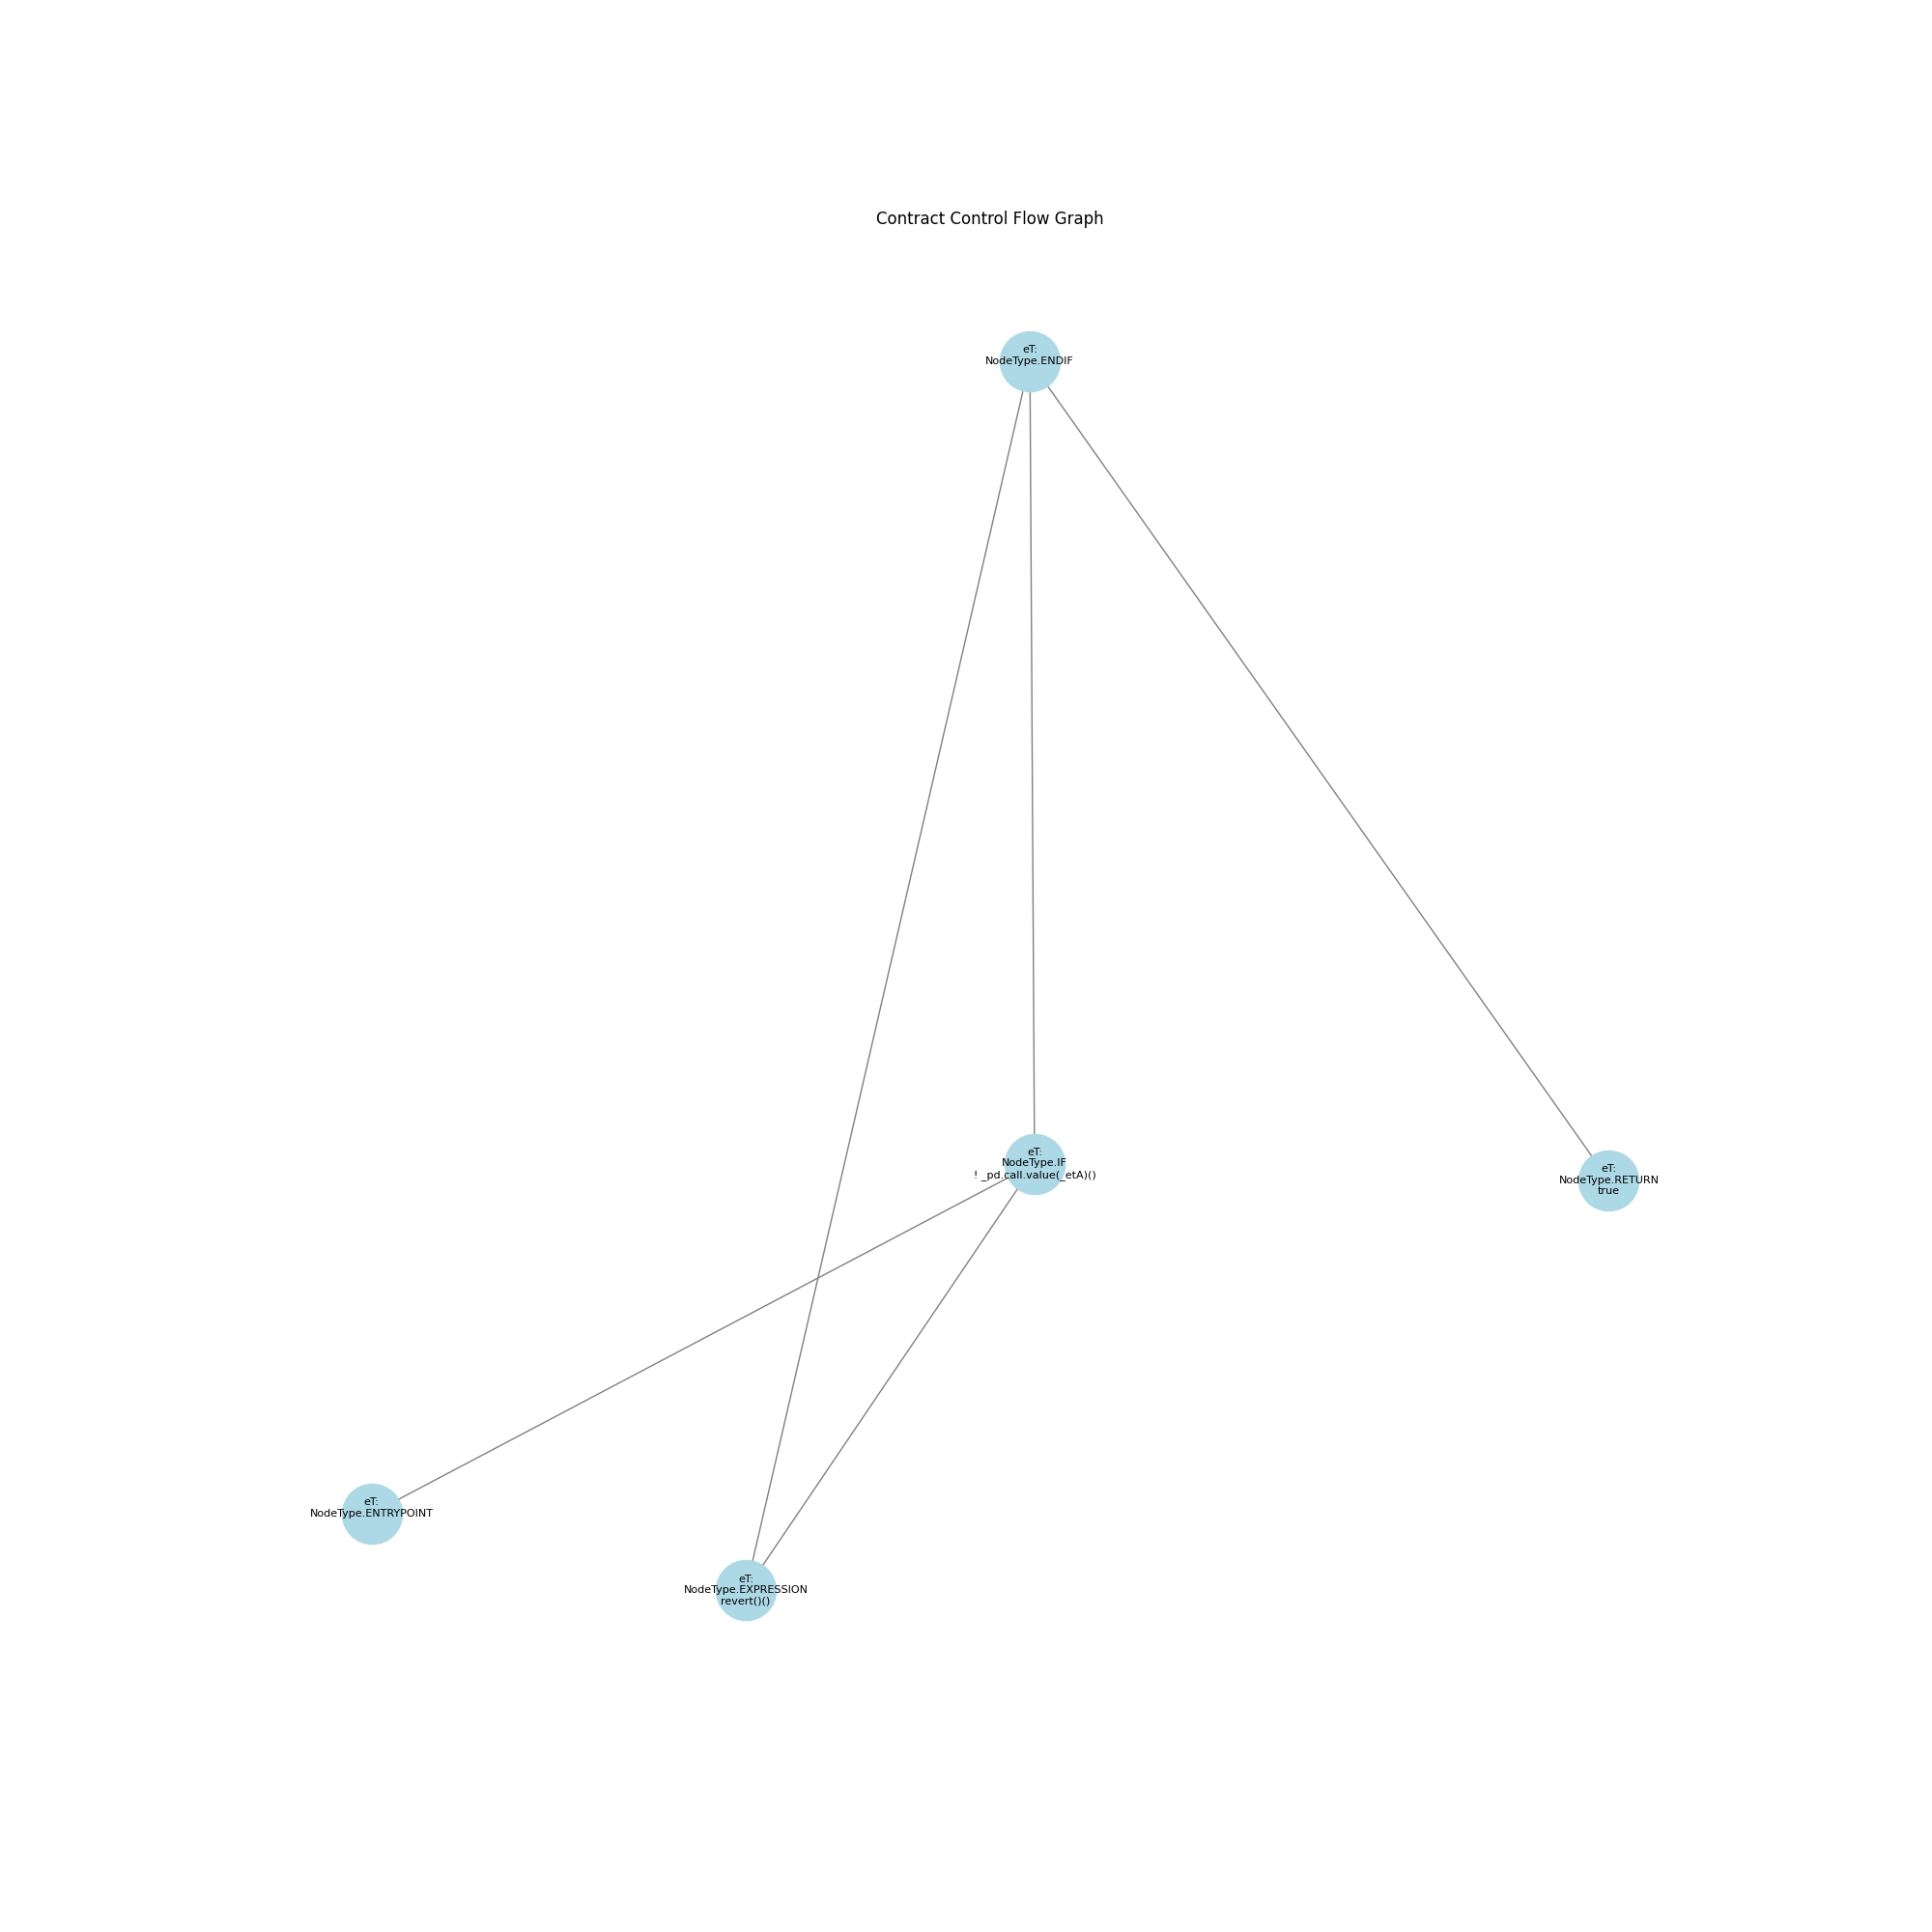 Contract Control Flow Graph
eT:
NodeType.ENDIF
eT:
NodeType.IF
! _pd.call.value(_etA)()
eT:
NodeType.RETURN
true
eT:
NodeType.ENTRYPOINT
eT:
NodeType.EXPRESSION
revert()()